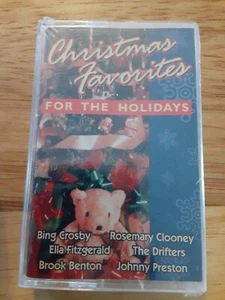 Christmas
Favorites
FOR THE HOLIDAYS
Bing Crosby Rosemary Clooney
Ella Fitzgerald The Drifters
Brook Benton Johnny Preston